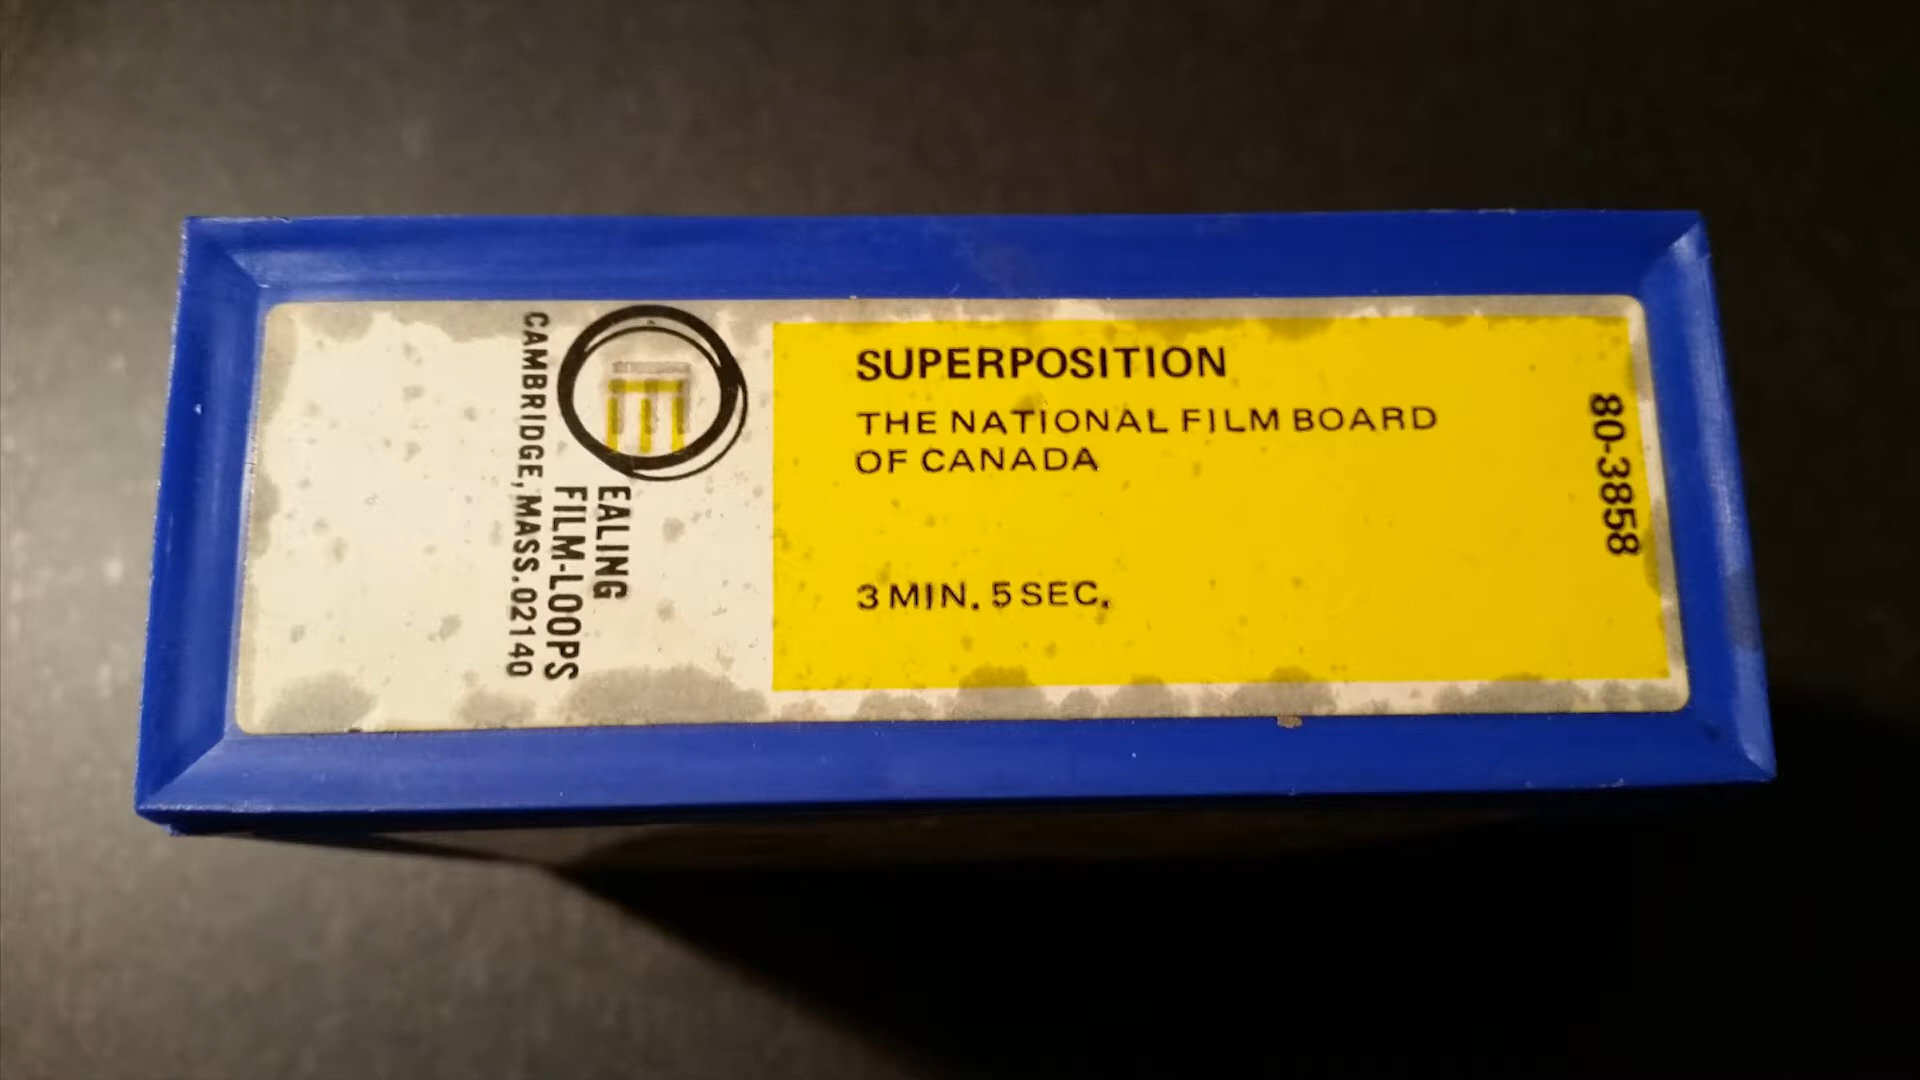 SUPERPOSITION
THE NATIONAL FILM BOARD
OF CANADA
3 MIN. 5 SEC.
80-3858
E
EALING
FILM-LOOPS
CAMBRIDGE, MASS. 02140